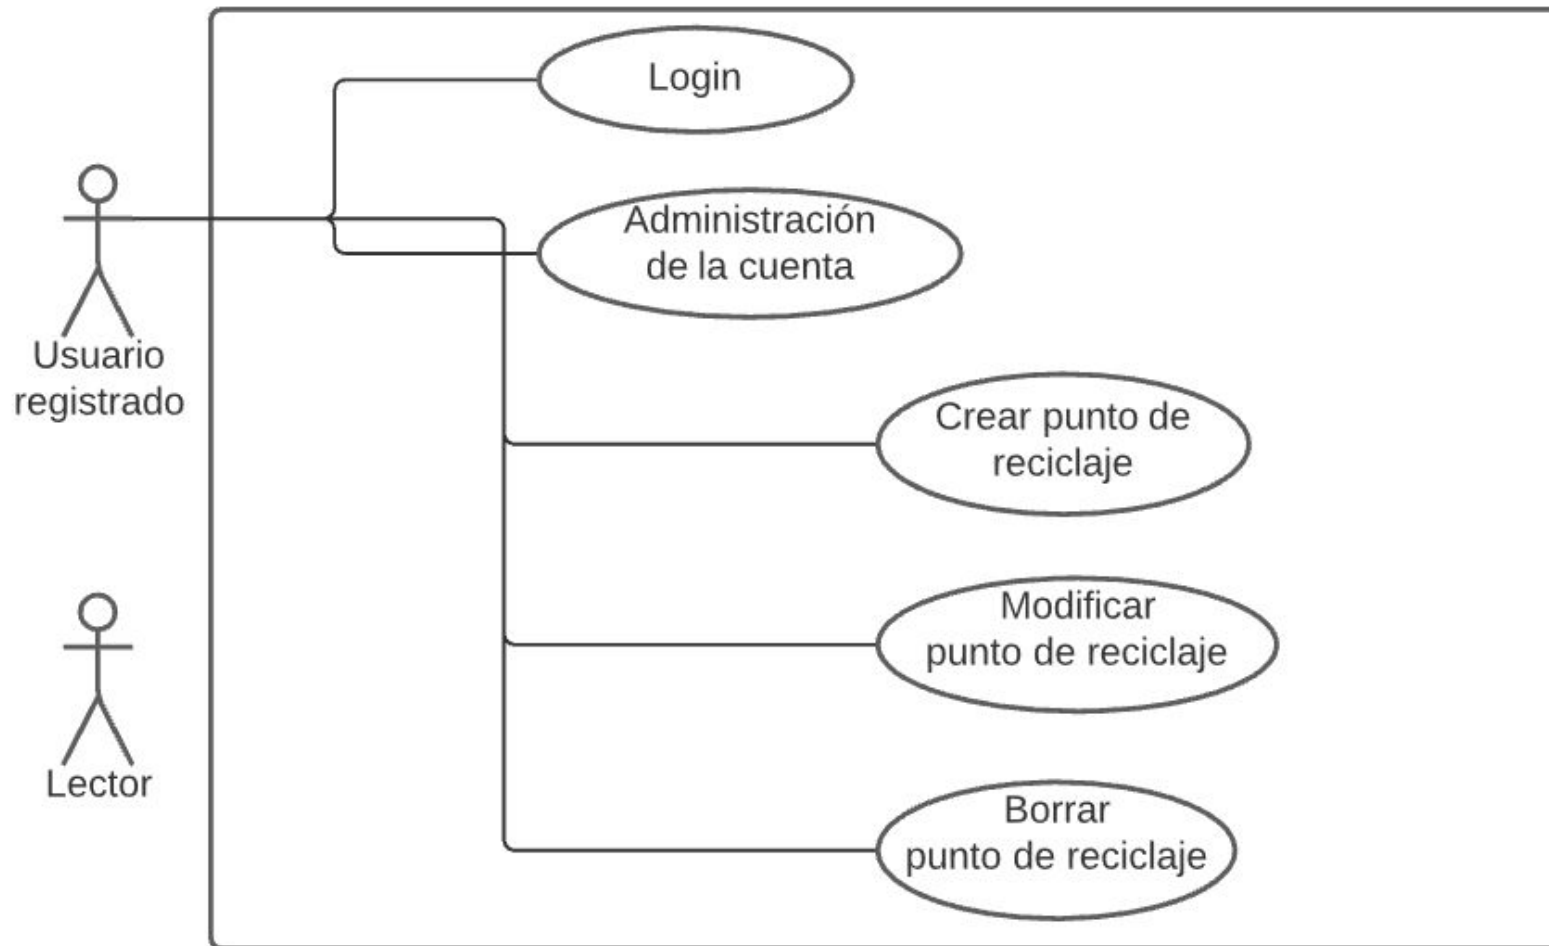 Login
Administración
de la cuenta
Usuario
registrado
Crear punto de
reciclaje
Modificar
punto de reciclaje
Lector
Borrar
punto de reciclaje